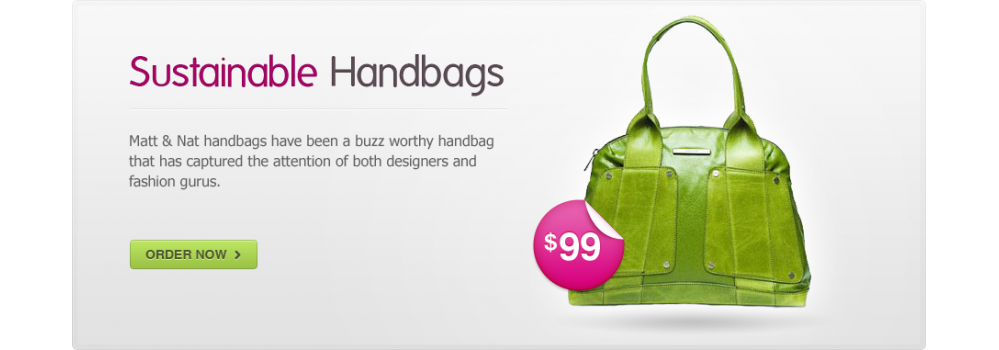 Sustainable Handbags
Matt & Nat handbags have been a buzz worthy handbag
that has captured the attention of both designers and
fashion gurus.
ORDER NOW
$99